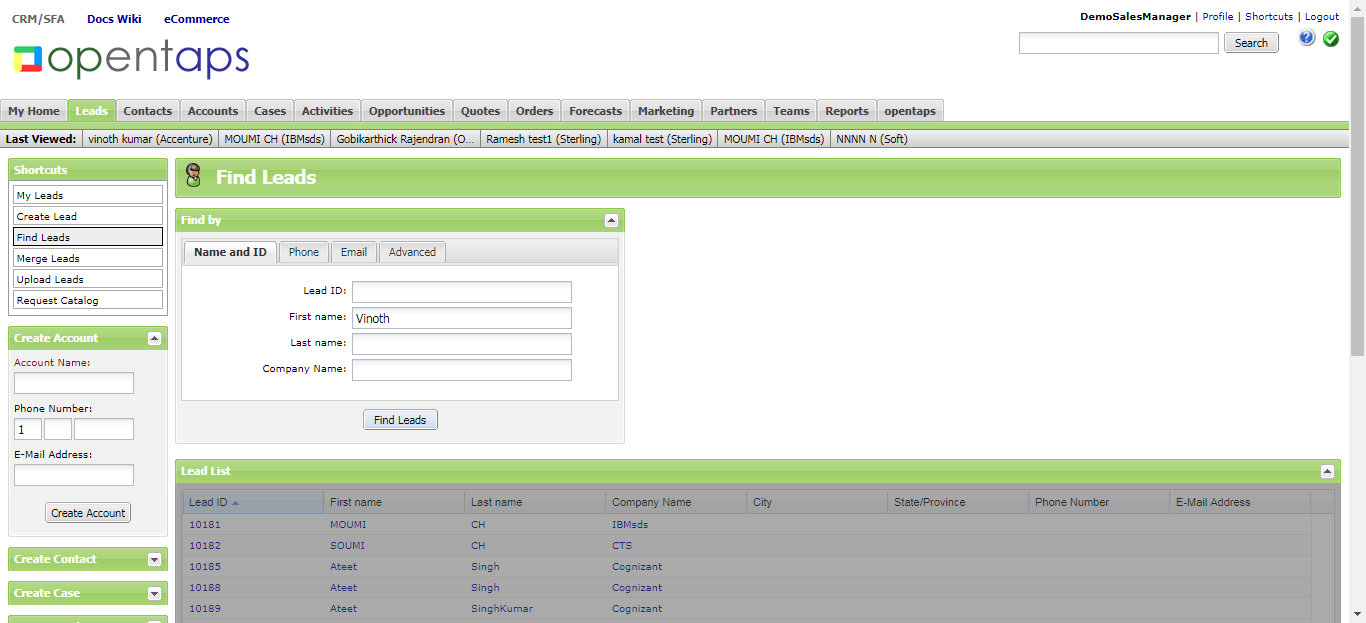 CRM/SFA Docs Wiki eCommerce
DemoSalesManager | Profile | Shortcuts | Logout
opentaps
Search
My Home Leads Contacts Accounts Cases Activities Opportunities Quotes Orders Forecasts Marketing Partners Teams Reports opentaps
Last Viewed: vinoth kumar (Accenture) MOUMI CH (IBMsds) Gobikarthick Rajendran (O... Ramesh test1 (Sterling) kamal test (Sterling) MOUMI CH (IBMsds) NNNN N (Soft)
Shortcuts
My Leads
Create Lead
Find Leads
Merge Leads
Upload Leads
Request Catalog
Create Account
Account Name:
Phone Number:
1
E-Mail Address:
Create Account
Create Contact
Create Case
Find Leads
Find by
Name and ID Phone Email Advanced
Lead ID:
First name: Vinoth
Last name:
Company Name:
Find Leads
Lead List
Lead ID First name Last name Company Name City State/Province Phone Number E-Mail Address
10181 MOUMI CH IBMsds
10182 SOUMI CH CTS
10185 Ateet Singh Cognizant
10188 Ateet Singh Cognizant
10189 Ateet SinghKumar Cognizant